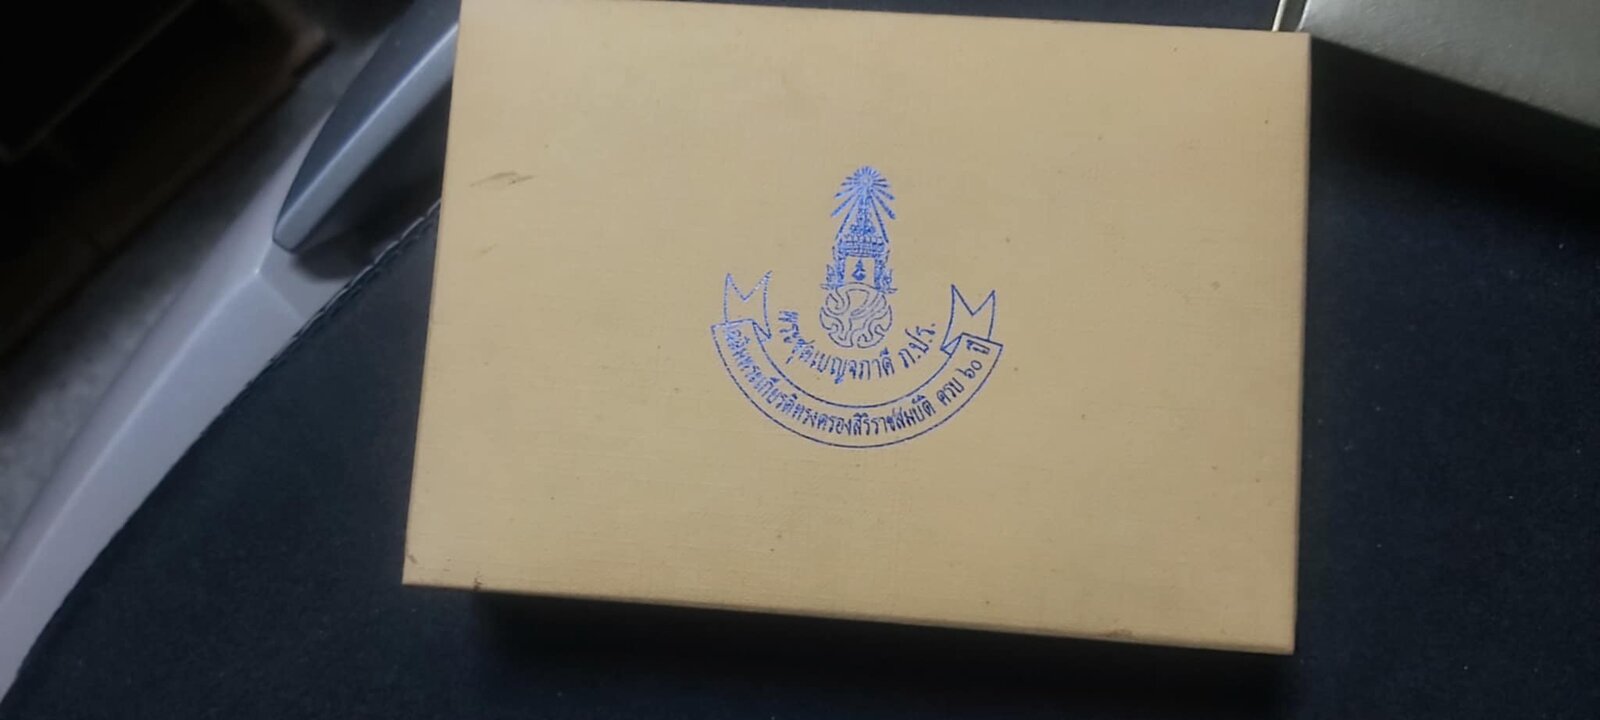 พระชุดเบญจภาคี ภ.ป.ร.
เฉลิมพระเกียรติทรงครองสิริราชสมบัติ ครบ ๖๐ ปี